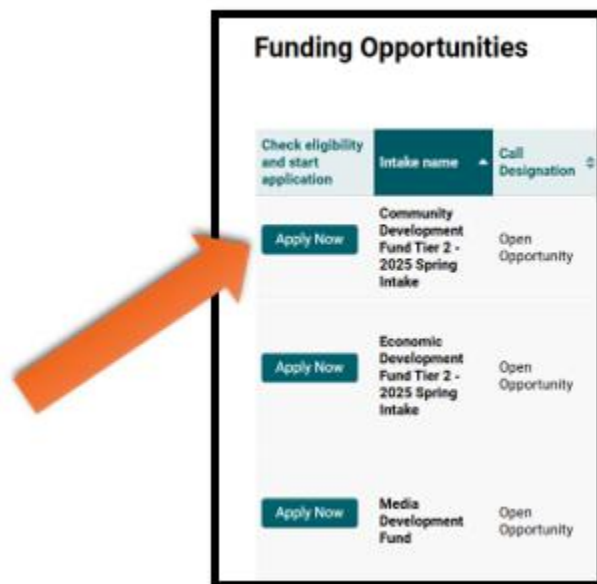 Funding Opportunities
Check eligibility
and start
application
Intake name
Call
Designation
Apply Now
Community
Development
Fund Tier 2 -
2025 Spring
Intake
Open
Opportunity
Apply Now
Economic
Development
Fund Tier 2 -
2025 Spring
Intake
Open
Opportunity
Apply Now
Media
Development
Fund
Open
Opportunity